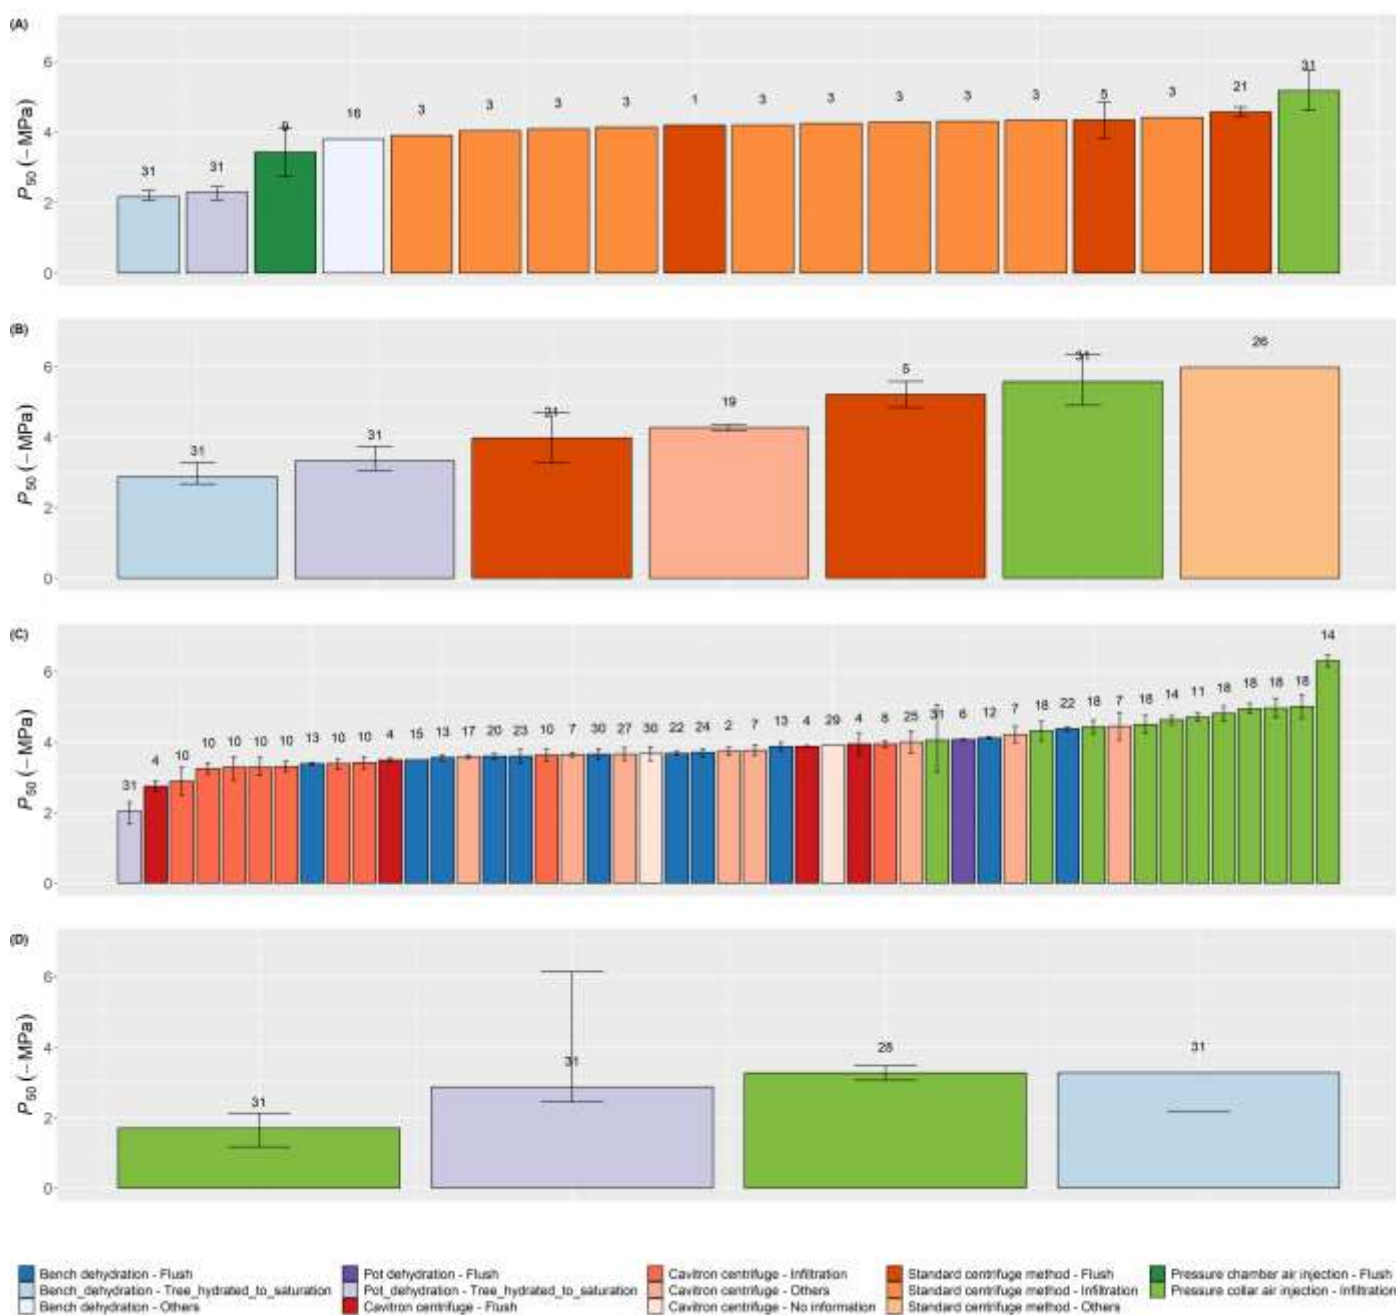 (A)
P50 (−MPa)
6
4
2
0
31 31 9 16 3 3 3 3 1 3 3 3 3 3 5 3 21 31
(B)
P50 (−MPa)
6
4
2
0
31 31 21 19 5 31 26
(C)
P50 (−MPa)
6
4
2
0
31 4 10 10 10 10 10 13 10 10 4 15 13 17 20 23 10 7 30 27 30 22 24 2 7 13 4 29 4 8 25 31 6 12 7 18 22 18 7 18 14 11 18 18 18 18 14
(D)
P50 (−MPa)
6
4
2
0
31 31 28 31
Bench dehydration - Flush
Bench_dehydration - Tree_hydrated_to_saturation
Bench dehydration - Others
Pot dehydration - Flush
Pot_dehydration - Tree_hydrated_to_saturation
Cavitron centrifuge - Flush
Cavitron centrifuge - Infiltration
Cavitron centrifuge - Others
Cavitron centrifuge - No information
Standard centrifuge method - Flush
Standard centrifuge method - Infiltration
Standard centrifuge method - Others
Pressure chamber air injection - Flush
Pressure collar air injection - Infiltration